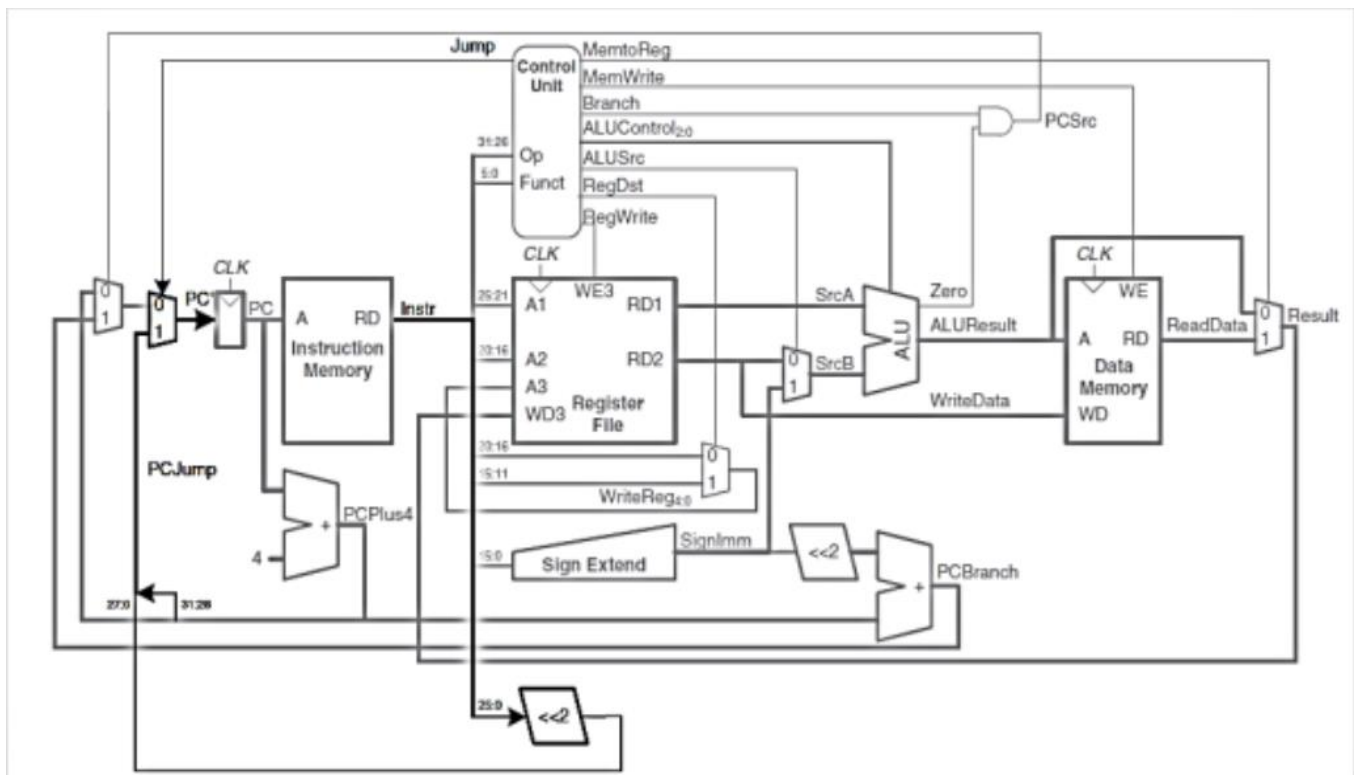 Jump
Control
Unit
MemtoReg
MemWrite
Branch
ALUControl2:0
ALUSrc
RegDst
RegWrite
PCSrc
31:26
Op
5:0
Funct
CLK
CLK
CLK
0
1
0
1
PC'
PC
A RD
Instruction
Memory
Instr
25:21
A1
WE3
RD1
20:16
A2
RD2
A3
WD3
Register
File
SrcA
0
1
SrcB
ALU
Zero
ALUResult
WriteData
WE
A RD
Data
Memory
WD
ReadData
0
1
Result
20:16
15:11
0
1
WriteReg4:0
PCJump
4
+
PCPlus4
15:0
Sign Extend
SignImm
<<2
+
PCBranch
27:0
31:28
25:0
<<2